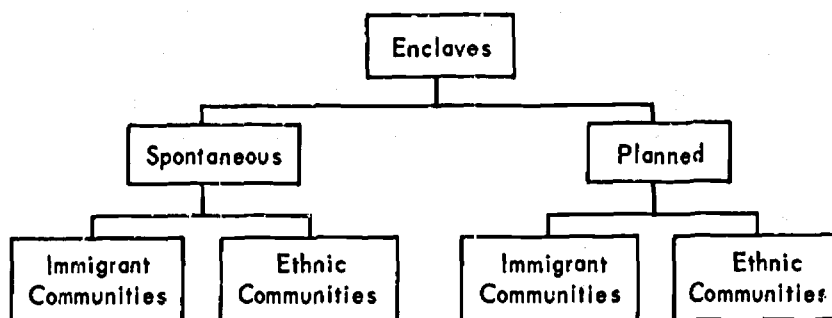 Enclaves
Spontaneous
Planned
Immigrant
Communities
Ethnic
Communities
Immigrant
Communities
Ethnic
Communities